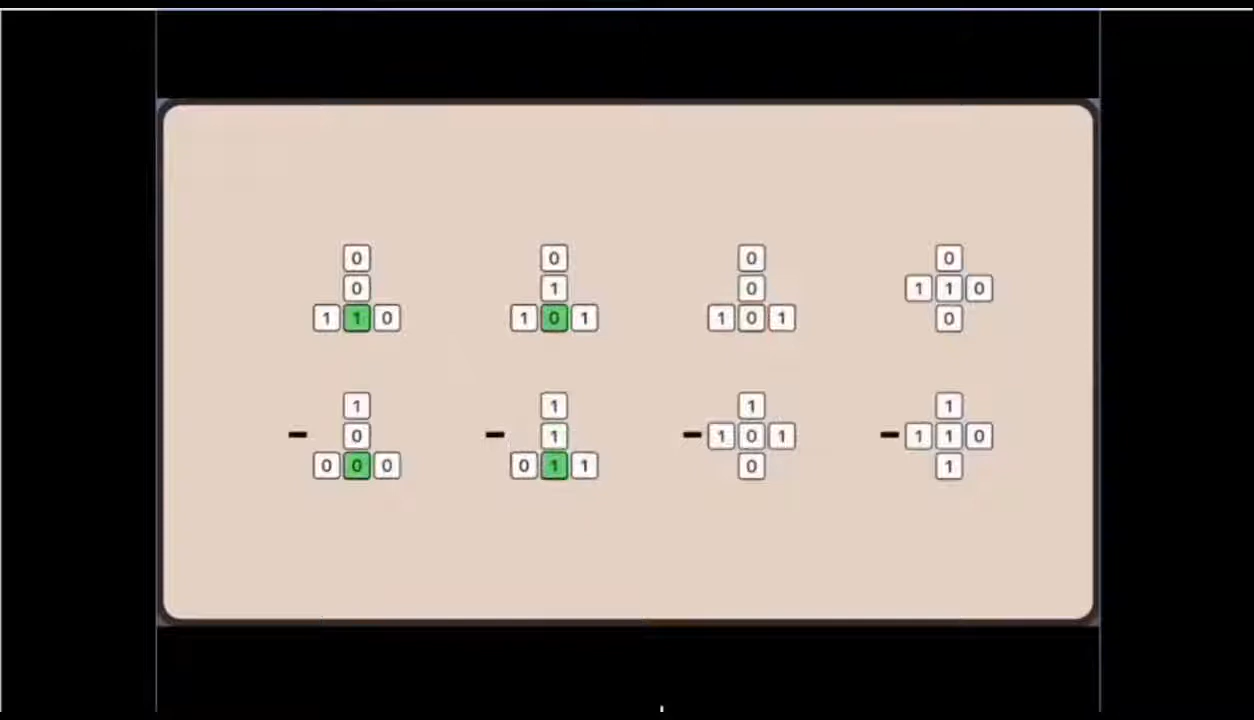 0 0 0 0
0 1 0 1 1 0
1 1 0 1 0 1 1 0 1 0
1 1 1 1
- 0 - 1 - 1 0 1 - 1 1 0
0 0 0 0 1 1 0 1